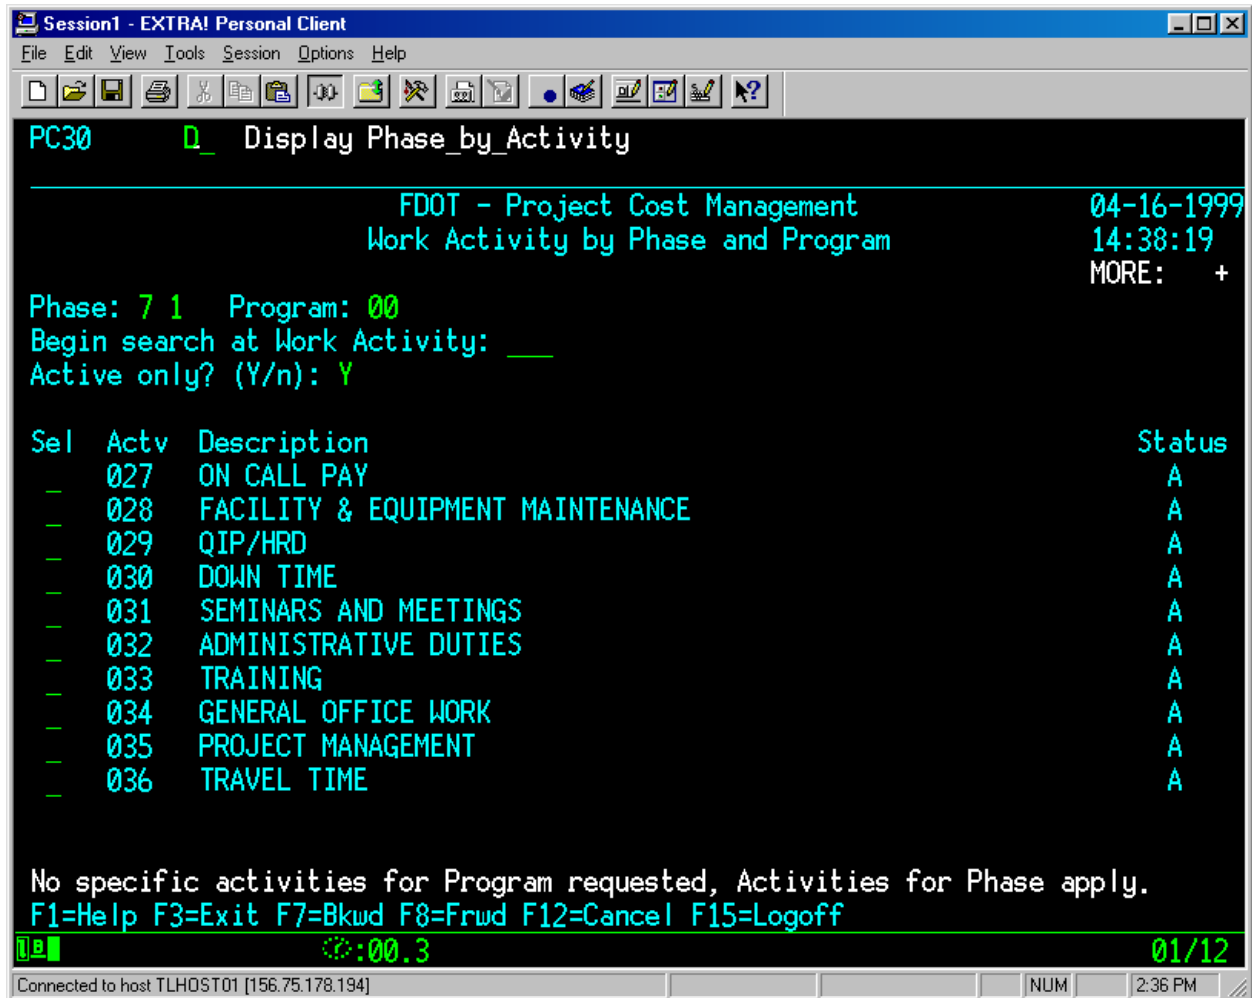 Session1 - EXTRA! Personal Client
File Edit View Tools Session Options Help
PC30 D_ Display Phase_by_Activity
FDOT - Project Cost Management 04-16-1999
Work Activity by Phase and Program 14:38:19
MORE: +
Phase: 7 1 Program: 00
Begin search at Work Activity: ___
Active only? (Y/n): Y
Sel Actv Description Status
_ 027 ON CALL PAY A
_ 028 FACILITY & EQUIPMENT MAINTENANCE A
_ 029 QIP/HRD A
_ 030 DOWN TIME A
_ 031 SEMINARS AND MEETINGS A
_ 032 ADMINISTRATIVE DUTIES A
_ 033 TRAINING A
_ 034 GENERAL OFFICE WORK A
_ 035 PROJECT MANAGEMENT A
_ 036 TRAVEL TIME A
No specific activities for Program requested, Activities for Phase apply.
F1=Help F3=Exit F7=Bkwd F8=Frwd F12=Cancel F15=Logoff
:00.3 01/12
Connected to host TLHOST01 [156.75.178.194] NUM 2:36 PM